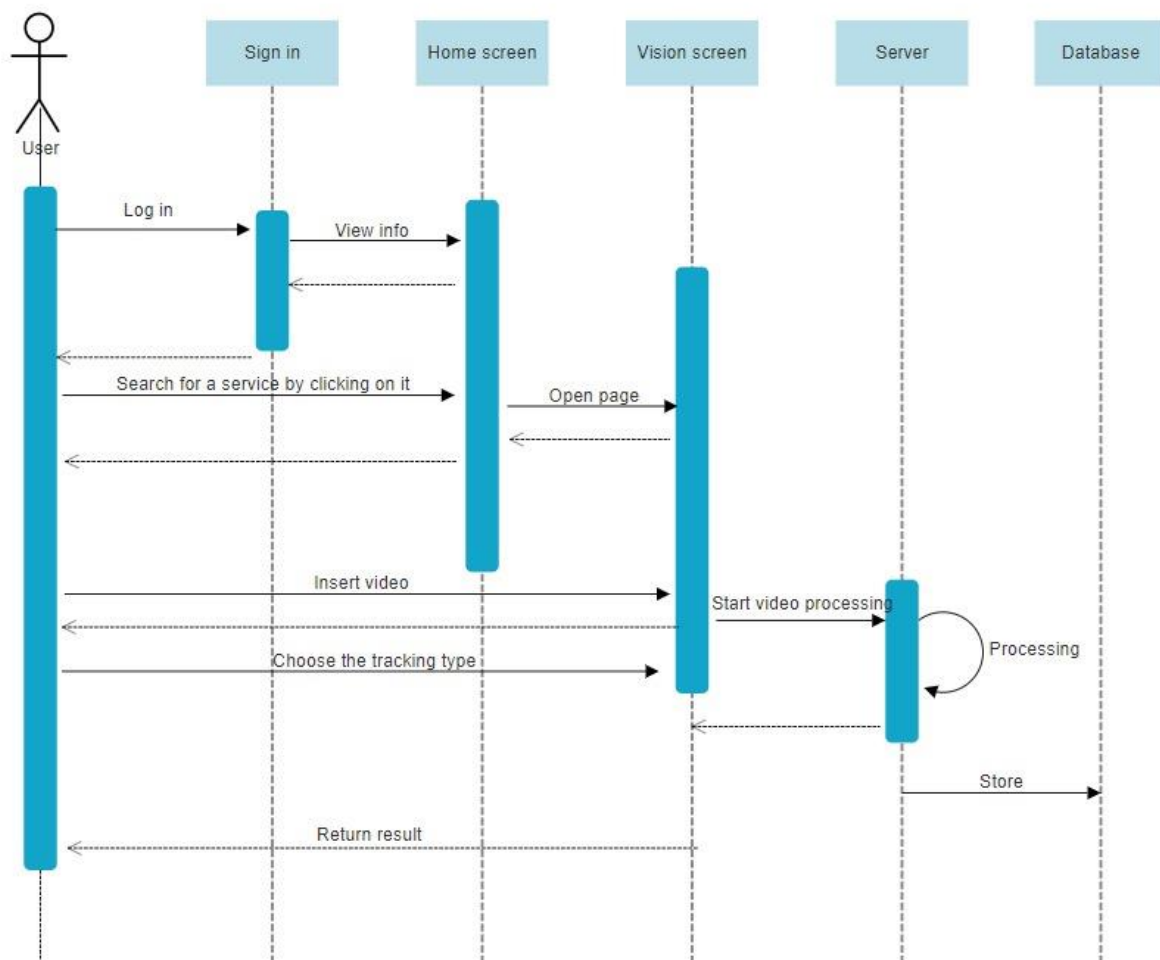 Sign in
Home screen
Vision screen
Server
Database
User
Log in
View info
Search for a service by clicking on it
Open page
Insert video
Start video processing
Processing
Choose the tracking type
Store
Return result